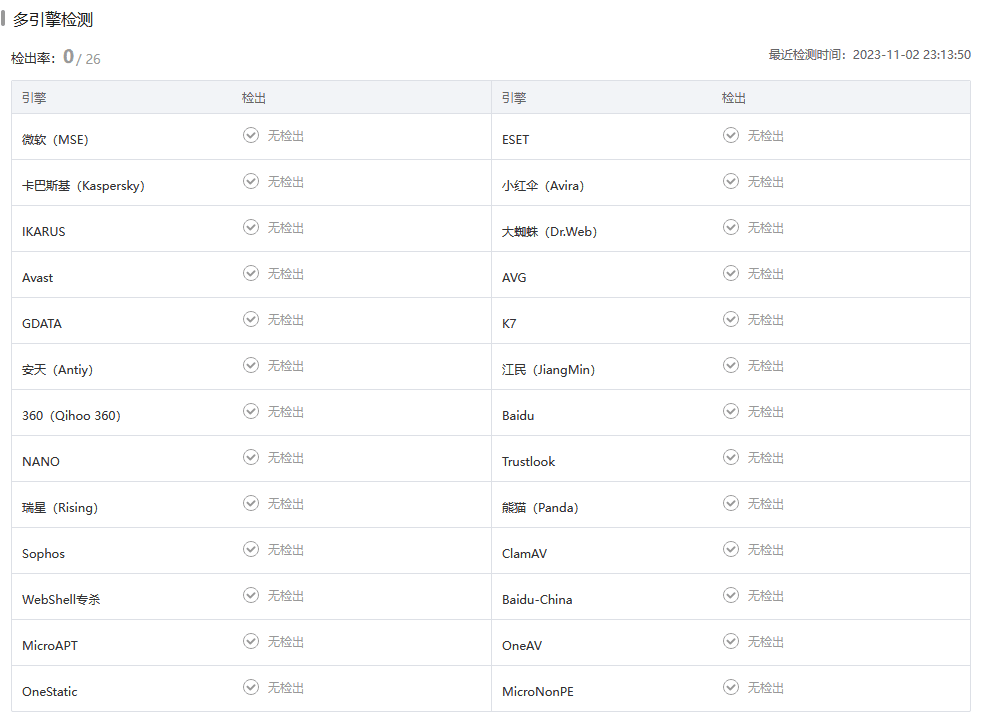 多引擎检测
检出率：0 / 26 最近检测时间：2023-11-02 23:13:50
引擎 检出 引擎 检出
微软（MSE） 无检出 ESET 无检出
卡巴斯基（Kaspersky） 无检出 小红伞（Avira） 无检出
IKARUS 无检出 大蜘蛛（Dr.Web） 无检出
Avast 无检出 AVG 无检出
GDATA 无检出 K7 无检出
安天（Antiy） 无检出 江民（JiangMin） 无检出
360（Qihoo 360） 无检出 Baidu 无检出
NANO 无检出 Trustlook 无检出
瑞星（Rising） 无检出 熊猫（Panda） 无检出
Sophos 无检出 ClamAV 无检出
WebShell专杀 无检出 Baidu-China 无检出
MicroAPT 无检出 OneAV 无检出
OneStatic 无检出 MicroNonPE 无检出